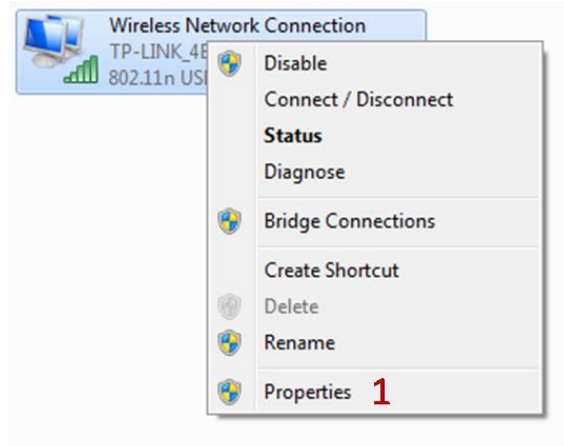 Wireless Network Connection
TP-LINK_4E
802.11n USI
Disable
Connect / Disconnect
Status
Diagnose
Bridge Connections
Create Shortcut
Delete
Rename
Properties 1